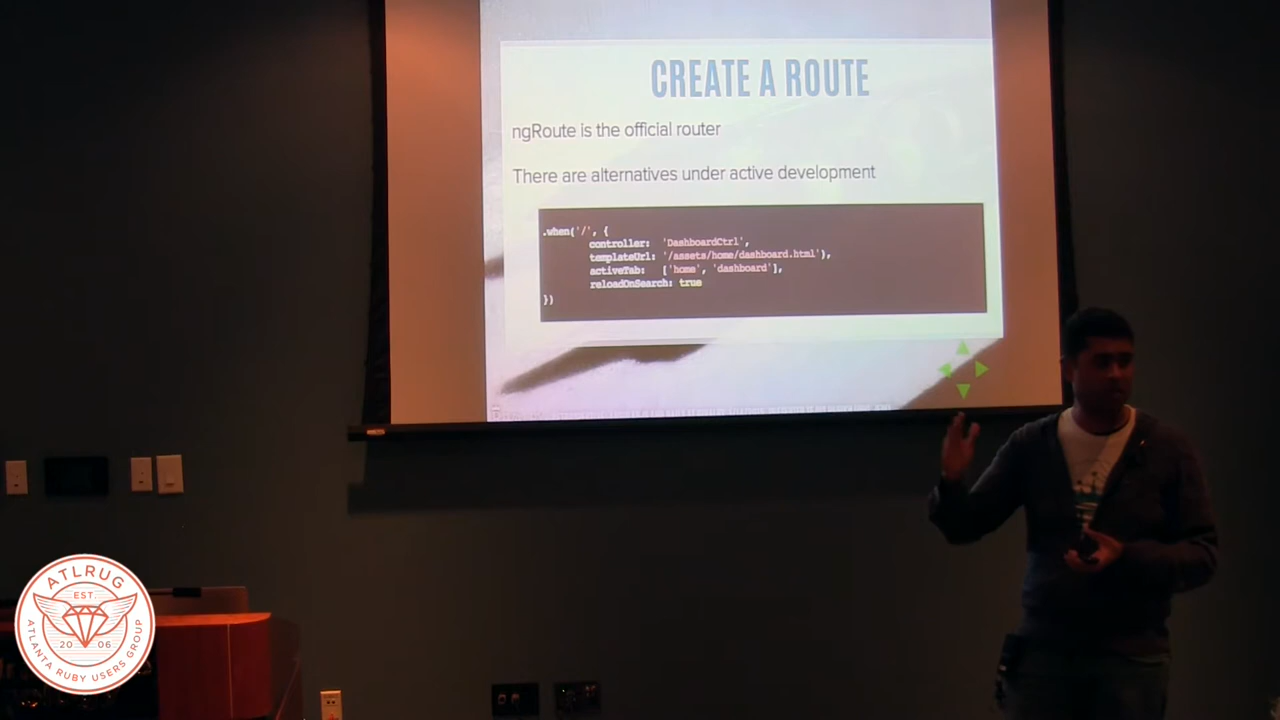 CREATE A ROUTE
ngRoute is the official router
There are alternatives under active development
.when('/', {
controller: 'DashboardCtrl',
templateUrl: '/assets/home/dashboard.html'),
activeTab: ['home', 'dashboard'],
reloadOnSearch: true
})
ATLRUG
EST.
20 06
ATLANTA RUBY USERS GROUP